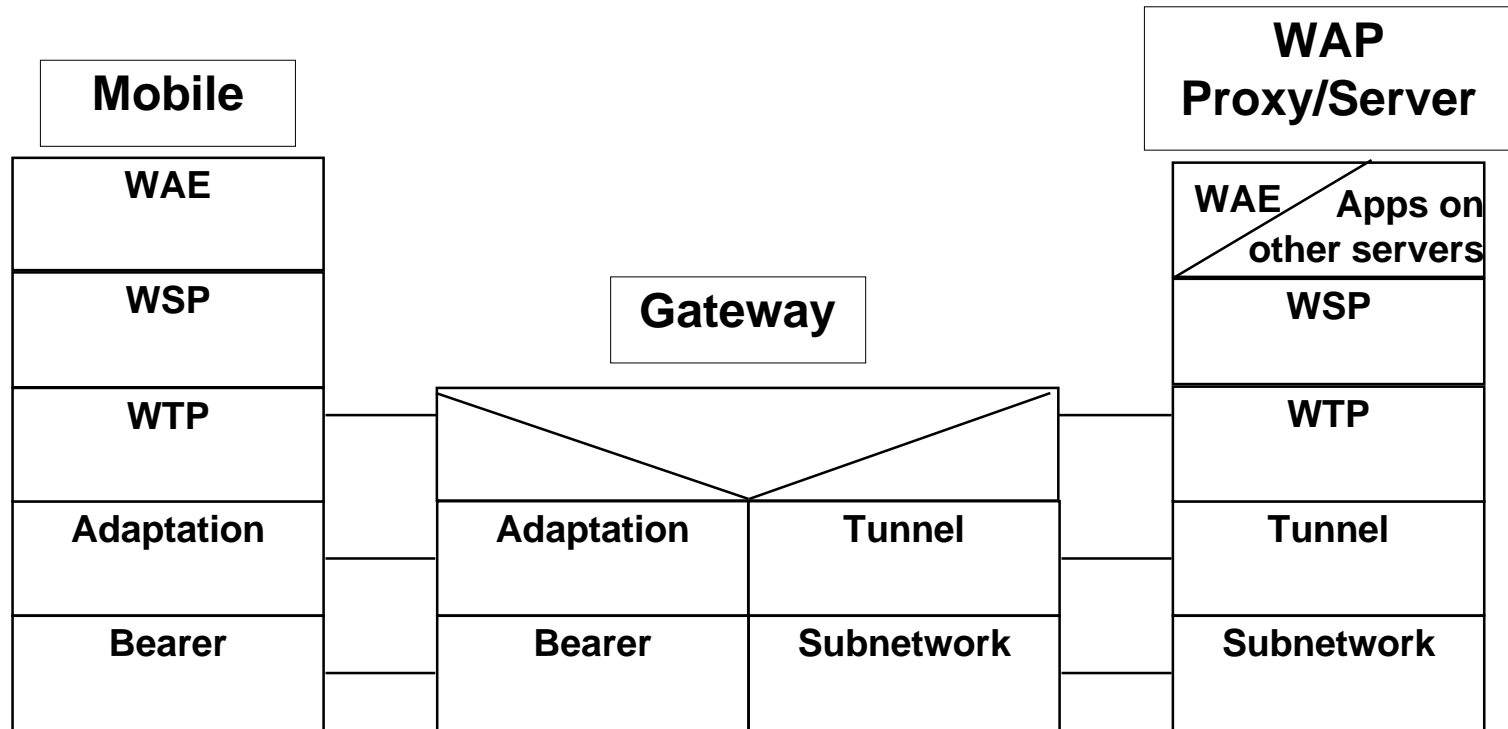 Mobile
WAP
Proxy/Server
Gateway
WAE
WSP
WTP
Adaptation
Bearer
Adaptation
Tunnel
Bearer
Subnetwork
WAE
Apps on
other servers
WSP
WTP
Tunnel
Subnetwork